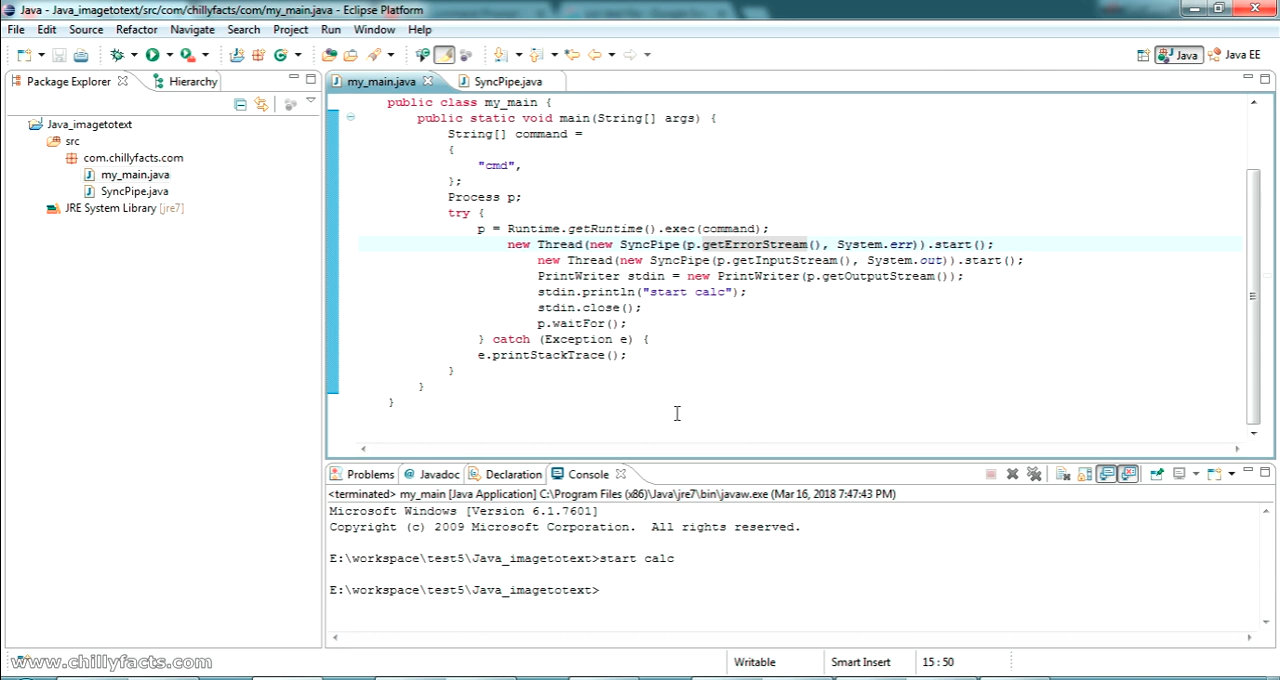 Java - Java_imagetotext/src/com/chillyfacts/com/my_main.java - Eclipse Platform
File Edit Source Refactor Navigate Search Project Run Window Help
Java Java EE
Package Explorer Hierarchy
my_main.java SyncPipe.java
Java_imagetotext
src
com.chillyfacts.com
my_main.java
SyncPipe.java
JRE System Library [jre7]
public class my_main {
public static void main(String[] args) {
String[] command =
{
"cmd",
};
Process p;
try {
p = Runtime.getRuntime().exec(command);
new Thread(new SyncPipe(p.getErrorStream(), System.err)).start();
new Thread(new SyncPipe(p.getInputStream(), System.out)).start();
PrintWriter stdin = new PrintWriter(p.getOutputStream());
stdin.println("start calc");
stdin.close();
p.waitFor();
} catch (Exception e) {
e.printStackTrace();
}
}
}
Problems Javadoc Declaration Console
<terminated> my_main [Java Application] C:\Program Files (x86)\Java\jre7\bin\javaw.exe (Mar 16, 2018 7:47:43 PM)
Microsoft Windows [Version 6.1.7601]
Copyright (c) 2009 Microsoft Corporation.  All rights reserved.
E:\workspace\test5\Java_imagetotext>start calc
E:\workspace\test5\Java_imagetotext>
www.chillyfacts.com
Writable Smart Insert 15 : 50